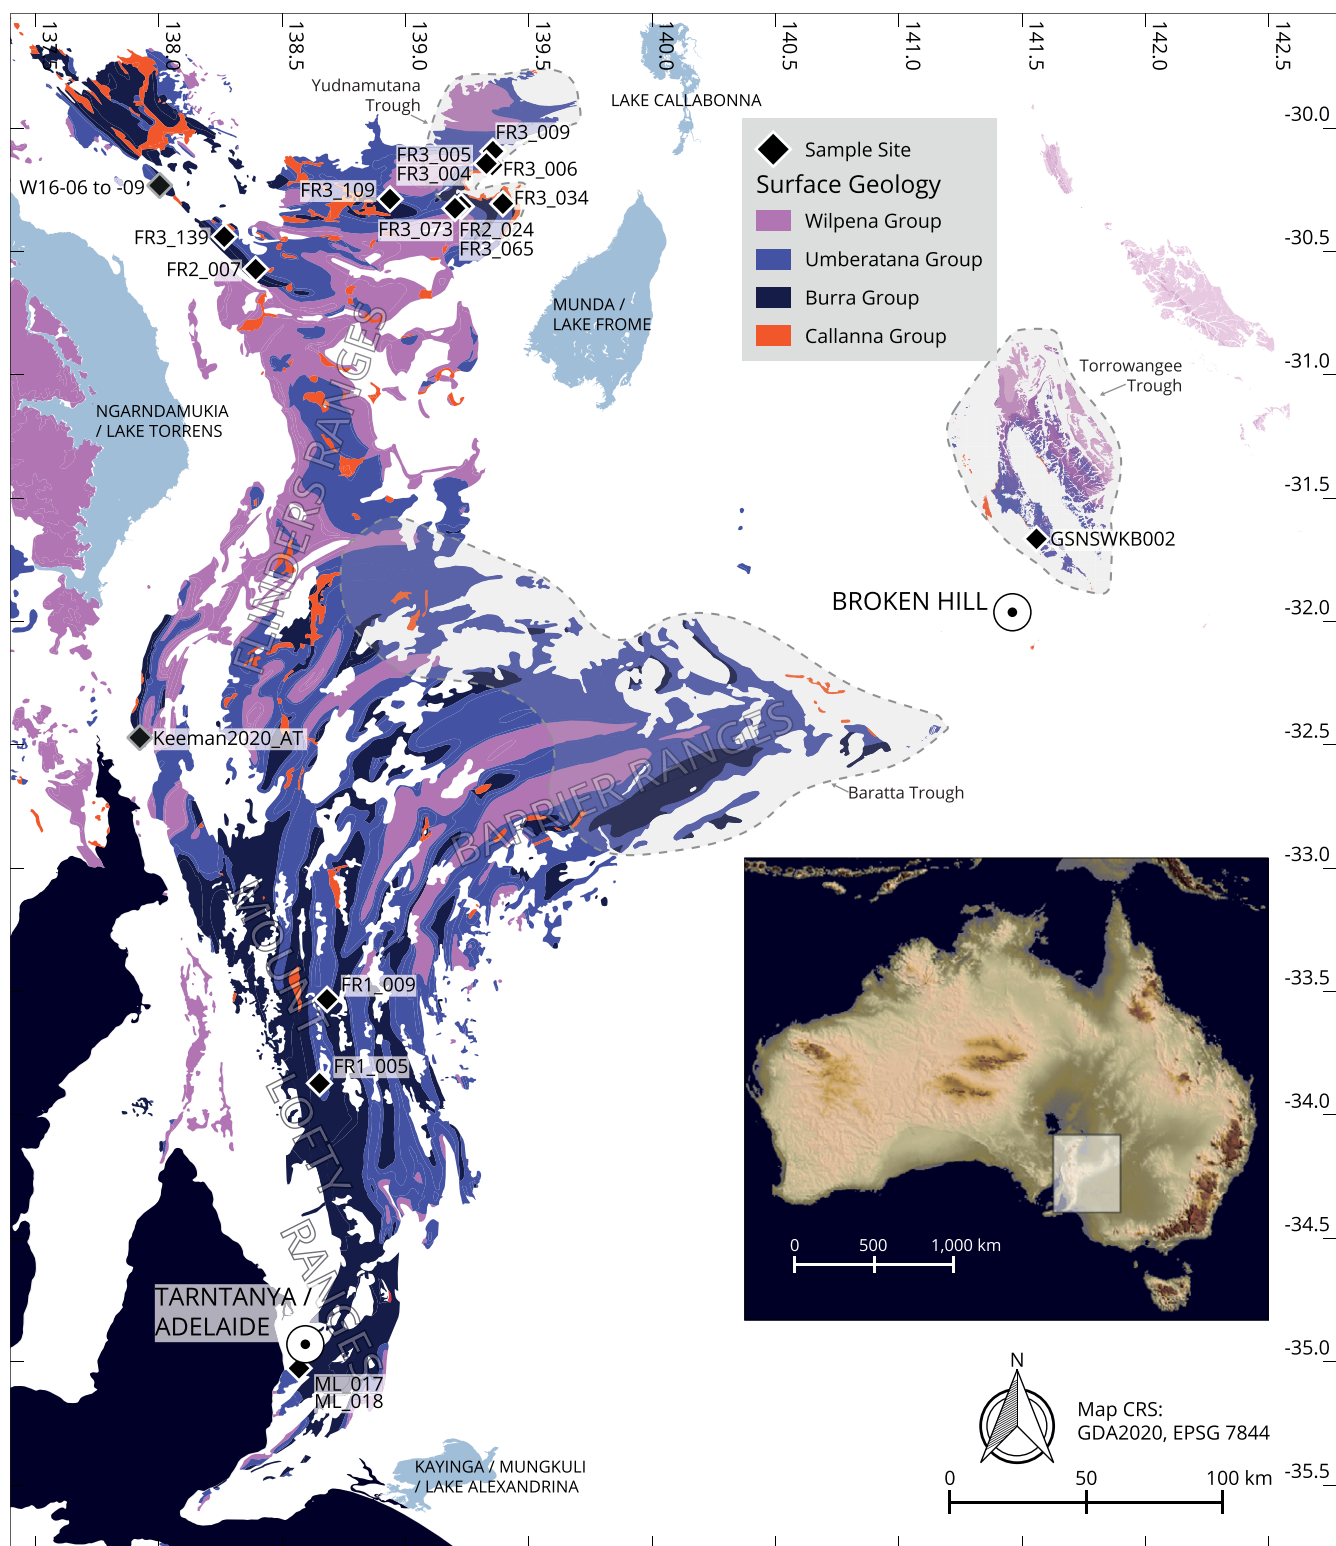 137.5
138.0
138.5
139.0
139.5
140.0
140.5
141.0
141.5
142.0
142.5
Yudnamutana
Trough
LAKE CALLABONNA
-30.0
FR3_009
FR3_005
FR3_004
FR3_006
W16-06 to -09
FR3_109
FR3_034
FR3_139
FR3_073
FR2_024
FR3_065
FR2_007
Sample Site
Surface Geology
Wilpena Group
Umberatana Group
Burra Group
Callanna Group
-30.5
MUNDA /
LAKE FROME
-31.0
Torrowangee
Trough
NGARNDAMUKIA
/ LAKE TORRENS
FLINDERS RANGES
-31.5
GSNSWKB002
BROKEN HILL
-32.0
Keeman2020_AT
-32.5
BARRIER RANGES
Baratta Trough
-33.0
MOUNT LOFTY RANGES
-33.5
FR1_009
FR1_005
-34.0
-34.5
0 500 1,000 km
TARNTANYA /
ADELAIDE
-35.0
ML_017
ML_018
N
Map CRS:
GDA2020, EPSG 7844
KAYINGA / MUNGKULI
/ LAKE ALEXANDRINA
-35.5
0 50 100 km